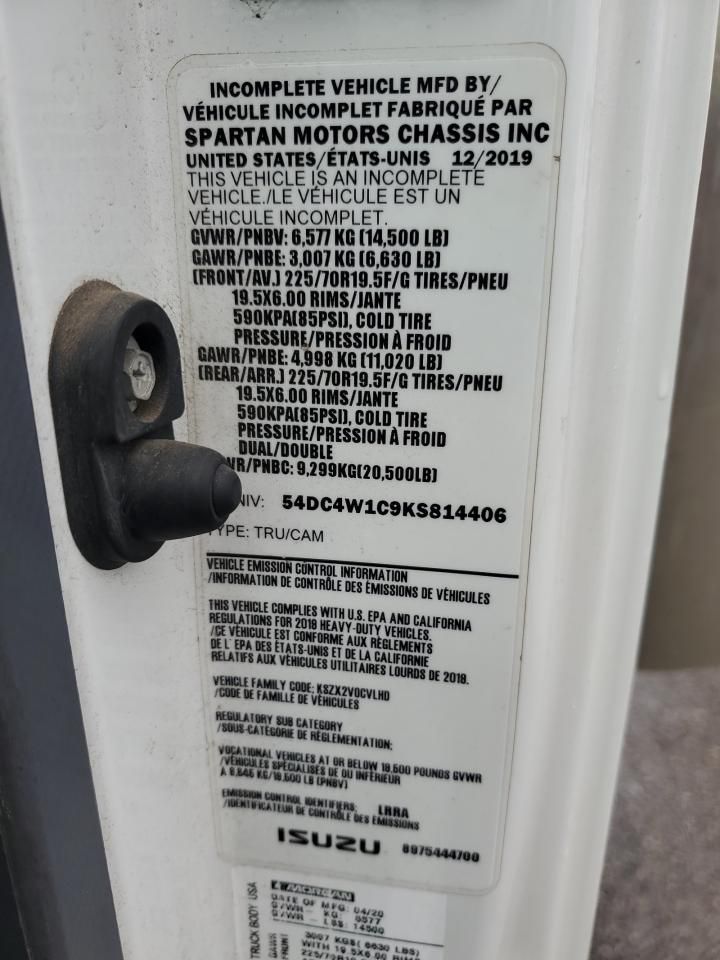 INCOMPLETE VEHICLE MFD BY/
VÉHICULE INCOMPLET FABRIQUÉ PAR
SPARTAN MOTORS CHASSIS INC
UNITED STATES/ÉTATS-UNIS 12/2019
THIS VEHICLE IS AN INCOMPLETE
VEHICLE./LE VÉHICULE EST UN
VÉHICULE INCOMPLET.
GVWR/PNBV: 6,577 KG (14,500 LB)
GAWR/PNBE: 3,007 KG (6,630 LB)
(FRONT/AV.) 225/70R19.5F/G TIRES/PNEU
19.5X6.00 RIMS/JANTE
590KPA(85PSI), COLD TIRE
PRESSURE/PRESSION À FROID
GAWR/PNBE: 4,998 KG (11,020 LB)
(REAR/ARR.) 225/70R19.5F/G TIRES/PNEU
19.5X6.00 RIMS/JANTE
590KPA(85PSI), COLD TIRE
PRESSURE/PRESSION À FROID
DUAL/DOUBLE
WR/PNBC: 9,299KG(20,500LB)
NIV: 54DC4W1C9KS814406
TYPE: TRU/CAM
VEHICLE EMISSION CONTROL INFORMATION
/INFORMATION DE CONTRÔLE DES ÉMISSIONS DE VÉHICULES
THIS VEHICLE COMPLIES WITH U.S. EPA AND CALIFORNIA
REGULATIONS FOR 2018 HEAVY-DUTY VEHICLES.
/CE VÉHICULE EST CONFORME AUX RÈGLEMENTS
DE L' EPA DES ÉTATS-UNIS ET DE LA CALIFORNIE
RELATIFS AUX VÉHICULES UTILITAIRES LOURDS DE 2018.
VEHICLE FAMILY CODE: KSZX2VOCVLHD
/CODE DE FAMILLE DE VÉHICULES
REGULATORY SUB CATEGORY
/SOUS-CATÉGORIE DE RÉGLEMENTATION:
VOCATIONAL VEHICLES AT OR BELOW 19,500 POUNDS GVWR
/VÉHICULES SPÉCIALISÉS DE OU INFÉRIEUR
À 8,845 KG/19,500 LB (PNBV)
EMISSION CONTROL IDENTIFIERS: LRRA
/IDENTIFICATEUR DE CONTRÔLE DES ÉMISSIONS
ISUZU 8975444700
MORGAN
TRUCK BODY USA
DATE OF MFG: 04/20
GVWR- KG: 6577
GVWR- LBS: 14500
GAWR FRONT
3007 KGS( 6630 LBS)
WITH 19.5X6.00 RIMS